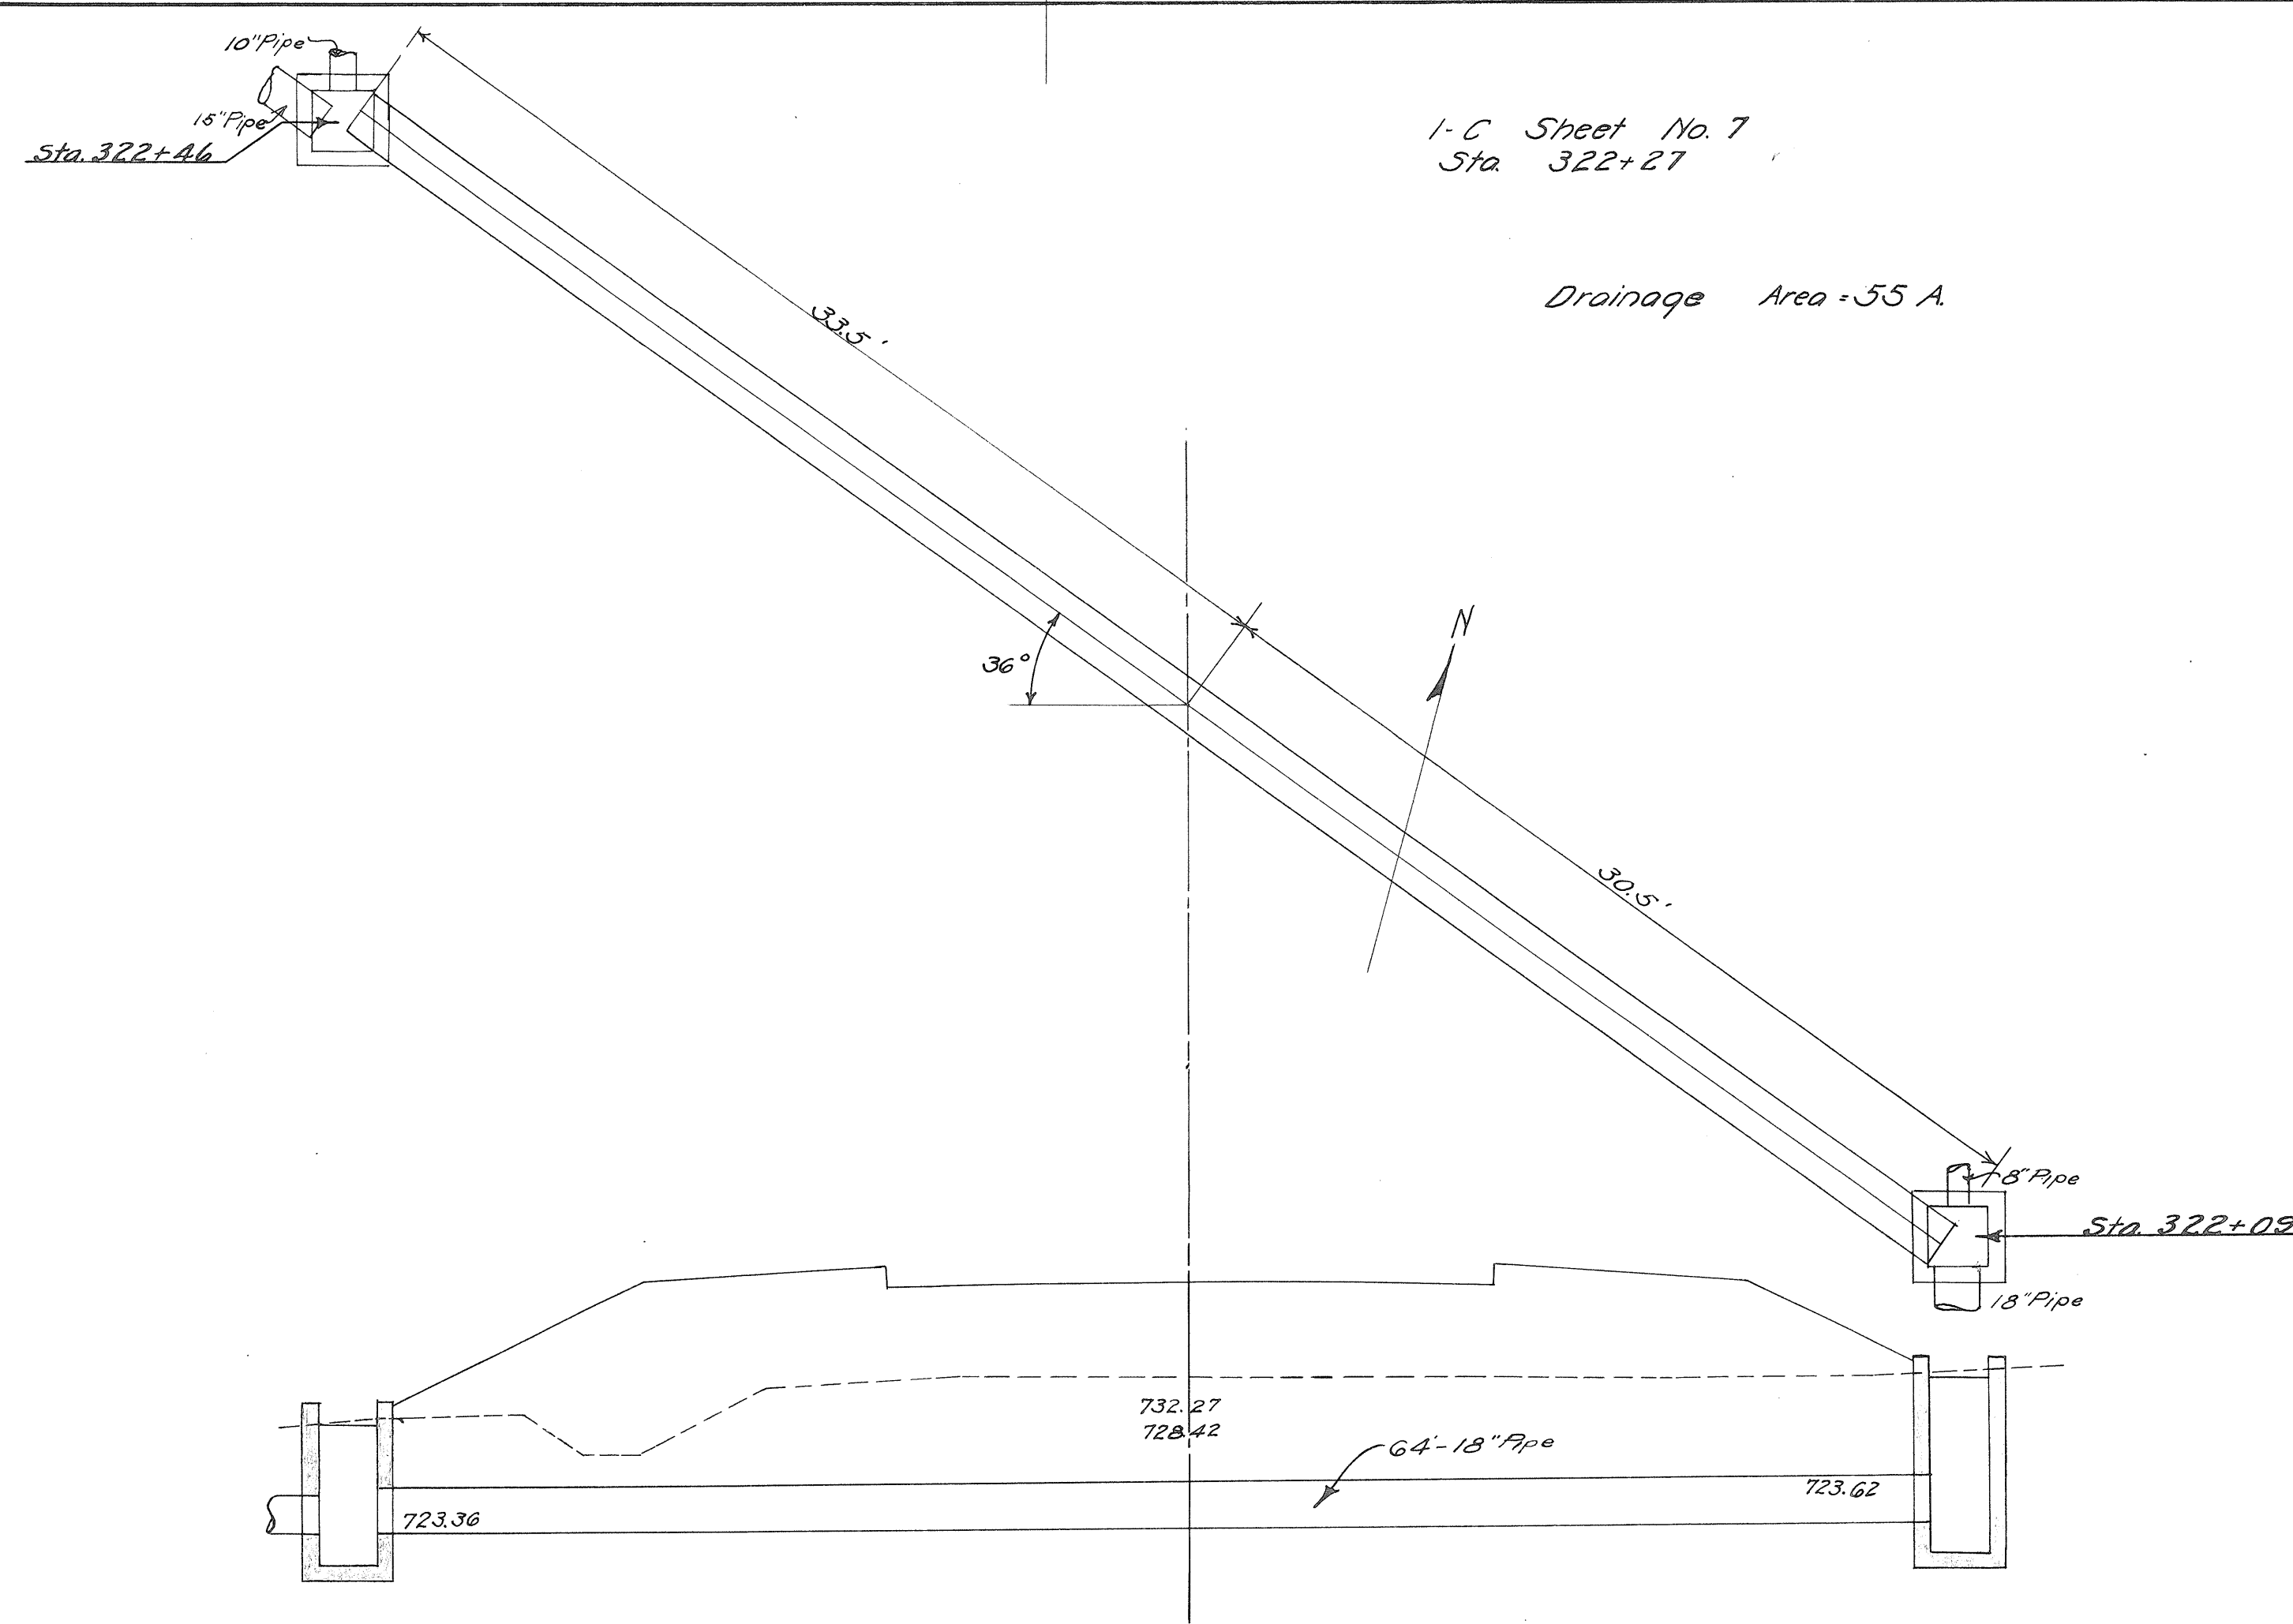 10" Pipe
15" Pipe
Sta. 322+46
1-C Sheet No. 7
Sta. 322+27
Drainage Area = 55 A.
33.5'
N
36°
30.5'
8" Pipe
Sta. 322+09
18" Pipe
732.27
728.42
64'-18" Pipe
723.62
723.36